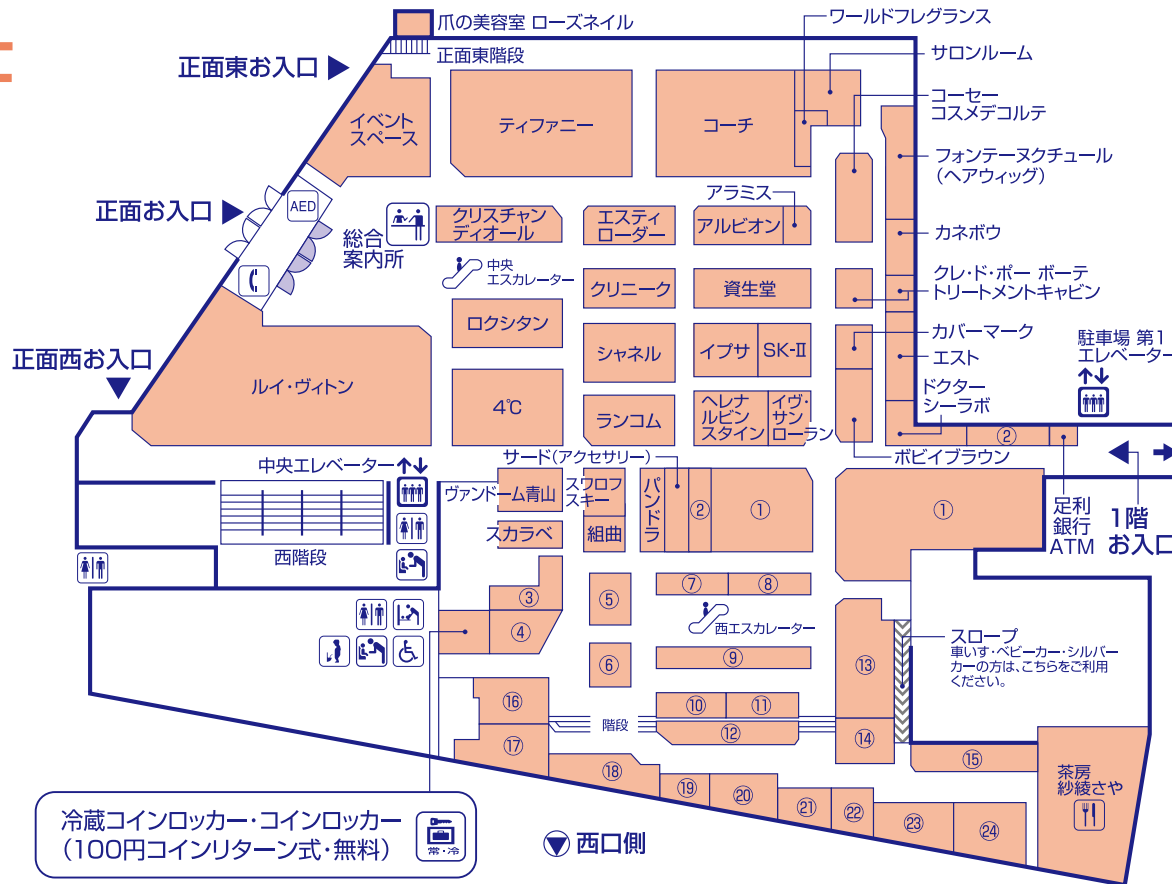 爪の美容室 ローズネイル
ワールドフレグランス
正面東お入口
正面東階段
サロンルーム
コーセー
コスメデコルテ
イベント
スペース
ティファニー
コーチ
フォンテーヌクチュール
(ヘアウィッグ)
アラミス
正面お入口
AED
総合
案内所
クリスチャン
ディオール
エスティ
ローダー
アルビオン
カネボウ
中央
エスカレーター
クリニーク
資生堂
クレ・ド・ポー ボーテ
トリートメントキャビン
ロクシタン
シャネル
イプサ
SK-II
カバーマーク
エスト
駐車場 第1
エレベーター
正面西お入口
ルイ・ヴィトン
4℃
ランコム
ヘレナ
ルビン
スタイン
イヴ・
サン
ローラン
ドクター
シーラボ
②
ボビイブラウン
サード(アクセサリー)
中央エレベーター
ヴァンドーム青山
スワロフ
スキー
パンドラ
②
①
①
足利
銀行
ATM
1階
お入口
スカラベ
組曲
西階段
③
④
⑤
⑥
⑦
⑧
西エスカレーター
⑨
⑩
⑪
⑫
⑬
⑭
スロープ
車いす・ベビーカー・シルバー
カーの方は、こちらをご利用
ください。
⑮
⑯
階段
⑰
⑱
⑲
⑳
㉑
㉒
㉓
㉔
茶房
紗綾さや
冷蔵コインロッカー・コインロッカー
(100円コインリターン式・無料)
常・冷
西口側